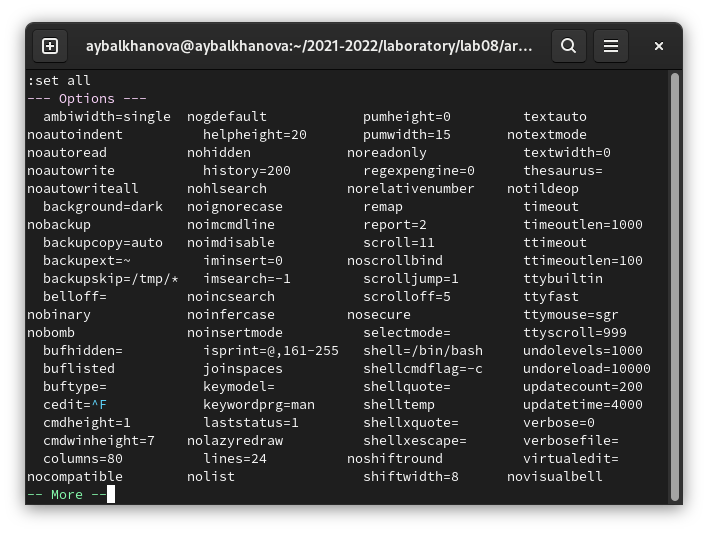 aybalkhanova@aybalkhanova:~/2021-2022/laboratory/lab08/ar...
:set all
--- Options ---
  ambiwidth=single  nogdefault            pumheight=0         textauto
noautoindent          helpheight=20       pumwidth=15       notextmode
noautoread          nohidden            noreadonly            textwidth=0
noautowrite           history=200         regexpengine=0      thesaurus=
noautowriteall      nohlsearch          norelativenumber    notildeop
  background=dark   noignorecase          remap               timeout
nobackup            noimcmdline           report=2            timeoutlen=1000
  backupcopy=auto   noimdisable           scroll=11           ttimeout
  backupext=~         iminsert=0        noscrollbind          ttimeoutlen=100
  backupskip=/tmp/*   imsearch=-1         scrolljump=1        ttybuiltin
  belloff=          noincsearch           scrolloff=5         ttyfast
nobinary            noinfercase         nosecure              ttymouse=sgr
nobomb              noinsertmode          selectmode=         ttyscroll=999
  bufhidden=          isprint=@,161-255   shell=/bin/bash     undolevels=1000
  buflisted           joinspaces          shellcmdflag=-c     undoreload=10000
  buftype=            keymodel=           shellquote=         updatecount=200
  cedit=^F            keywordprg=man      shelltemp           updatetime=4000
  cmdheight=1         laststatus=1        shellxquote=        verbose=0
  cmdwinheight=7    nolazyredraw          shellxescape=       verbosefile=
  columns=80          lines=24          noshiftround          virtualedit=
nocompatible        nolist                shiftwidth=8      novisualbell
-- More --